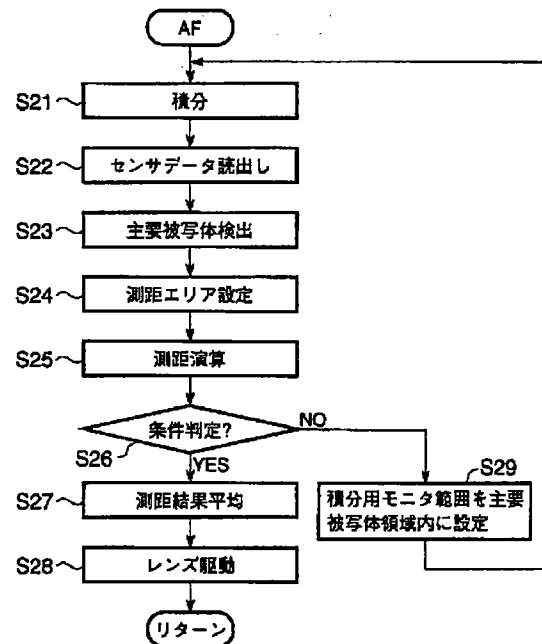 AF
S21
積分
S22
センサデータ読出し
S23
主要被写体検出
S24
測距エリア設定
S25
測距演算
条件判定?
NO
S26
YES
S29
S27
測距結果平均
積分用モニタ範囲を主要
被写体領域内に設定
S28
レンズ駆動
リターン